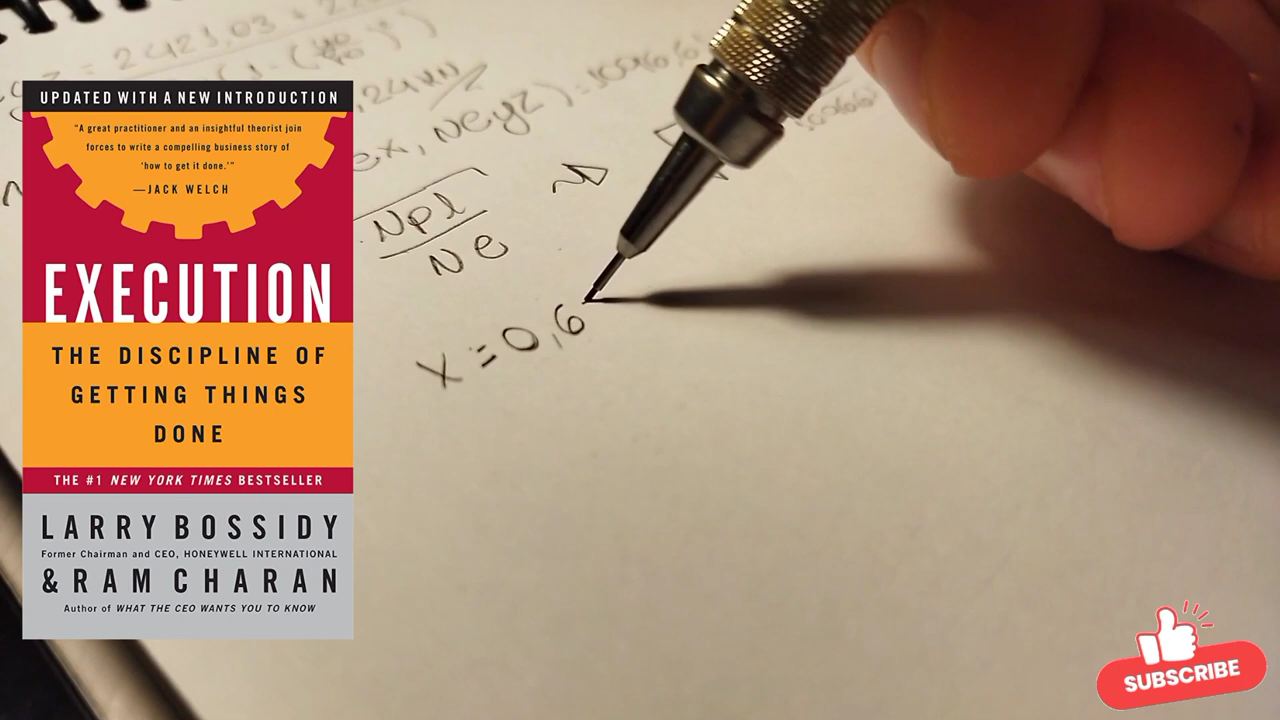 UPDATED WITH A NEW INTRODUCTION
"A great practitioner and an insightful theorist join
forces to write a compelling business story of
'how to get it done.'"
—JACK WELCH
EXECUTION
THE DISCIPLINE OF
GETTING THINGS
DONE
THE #1 NEW YORK TIMES BESTSELLER
LARRY BOSSIDY
Former Chairman and CEO, HONEYWELL INTERNATIONAL
& RAM CHARAN
Author of WHAT THE CEO WANTS YOU TO KNOW
Npl
Ne
x = 0,6
SUBSCRIBE